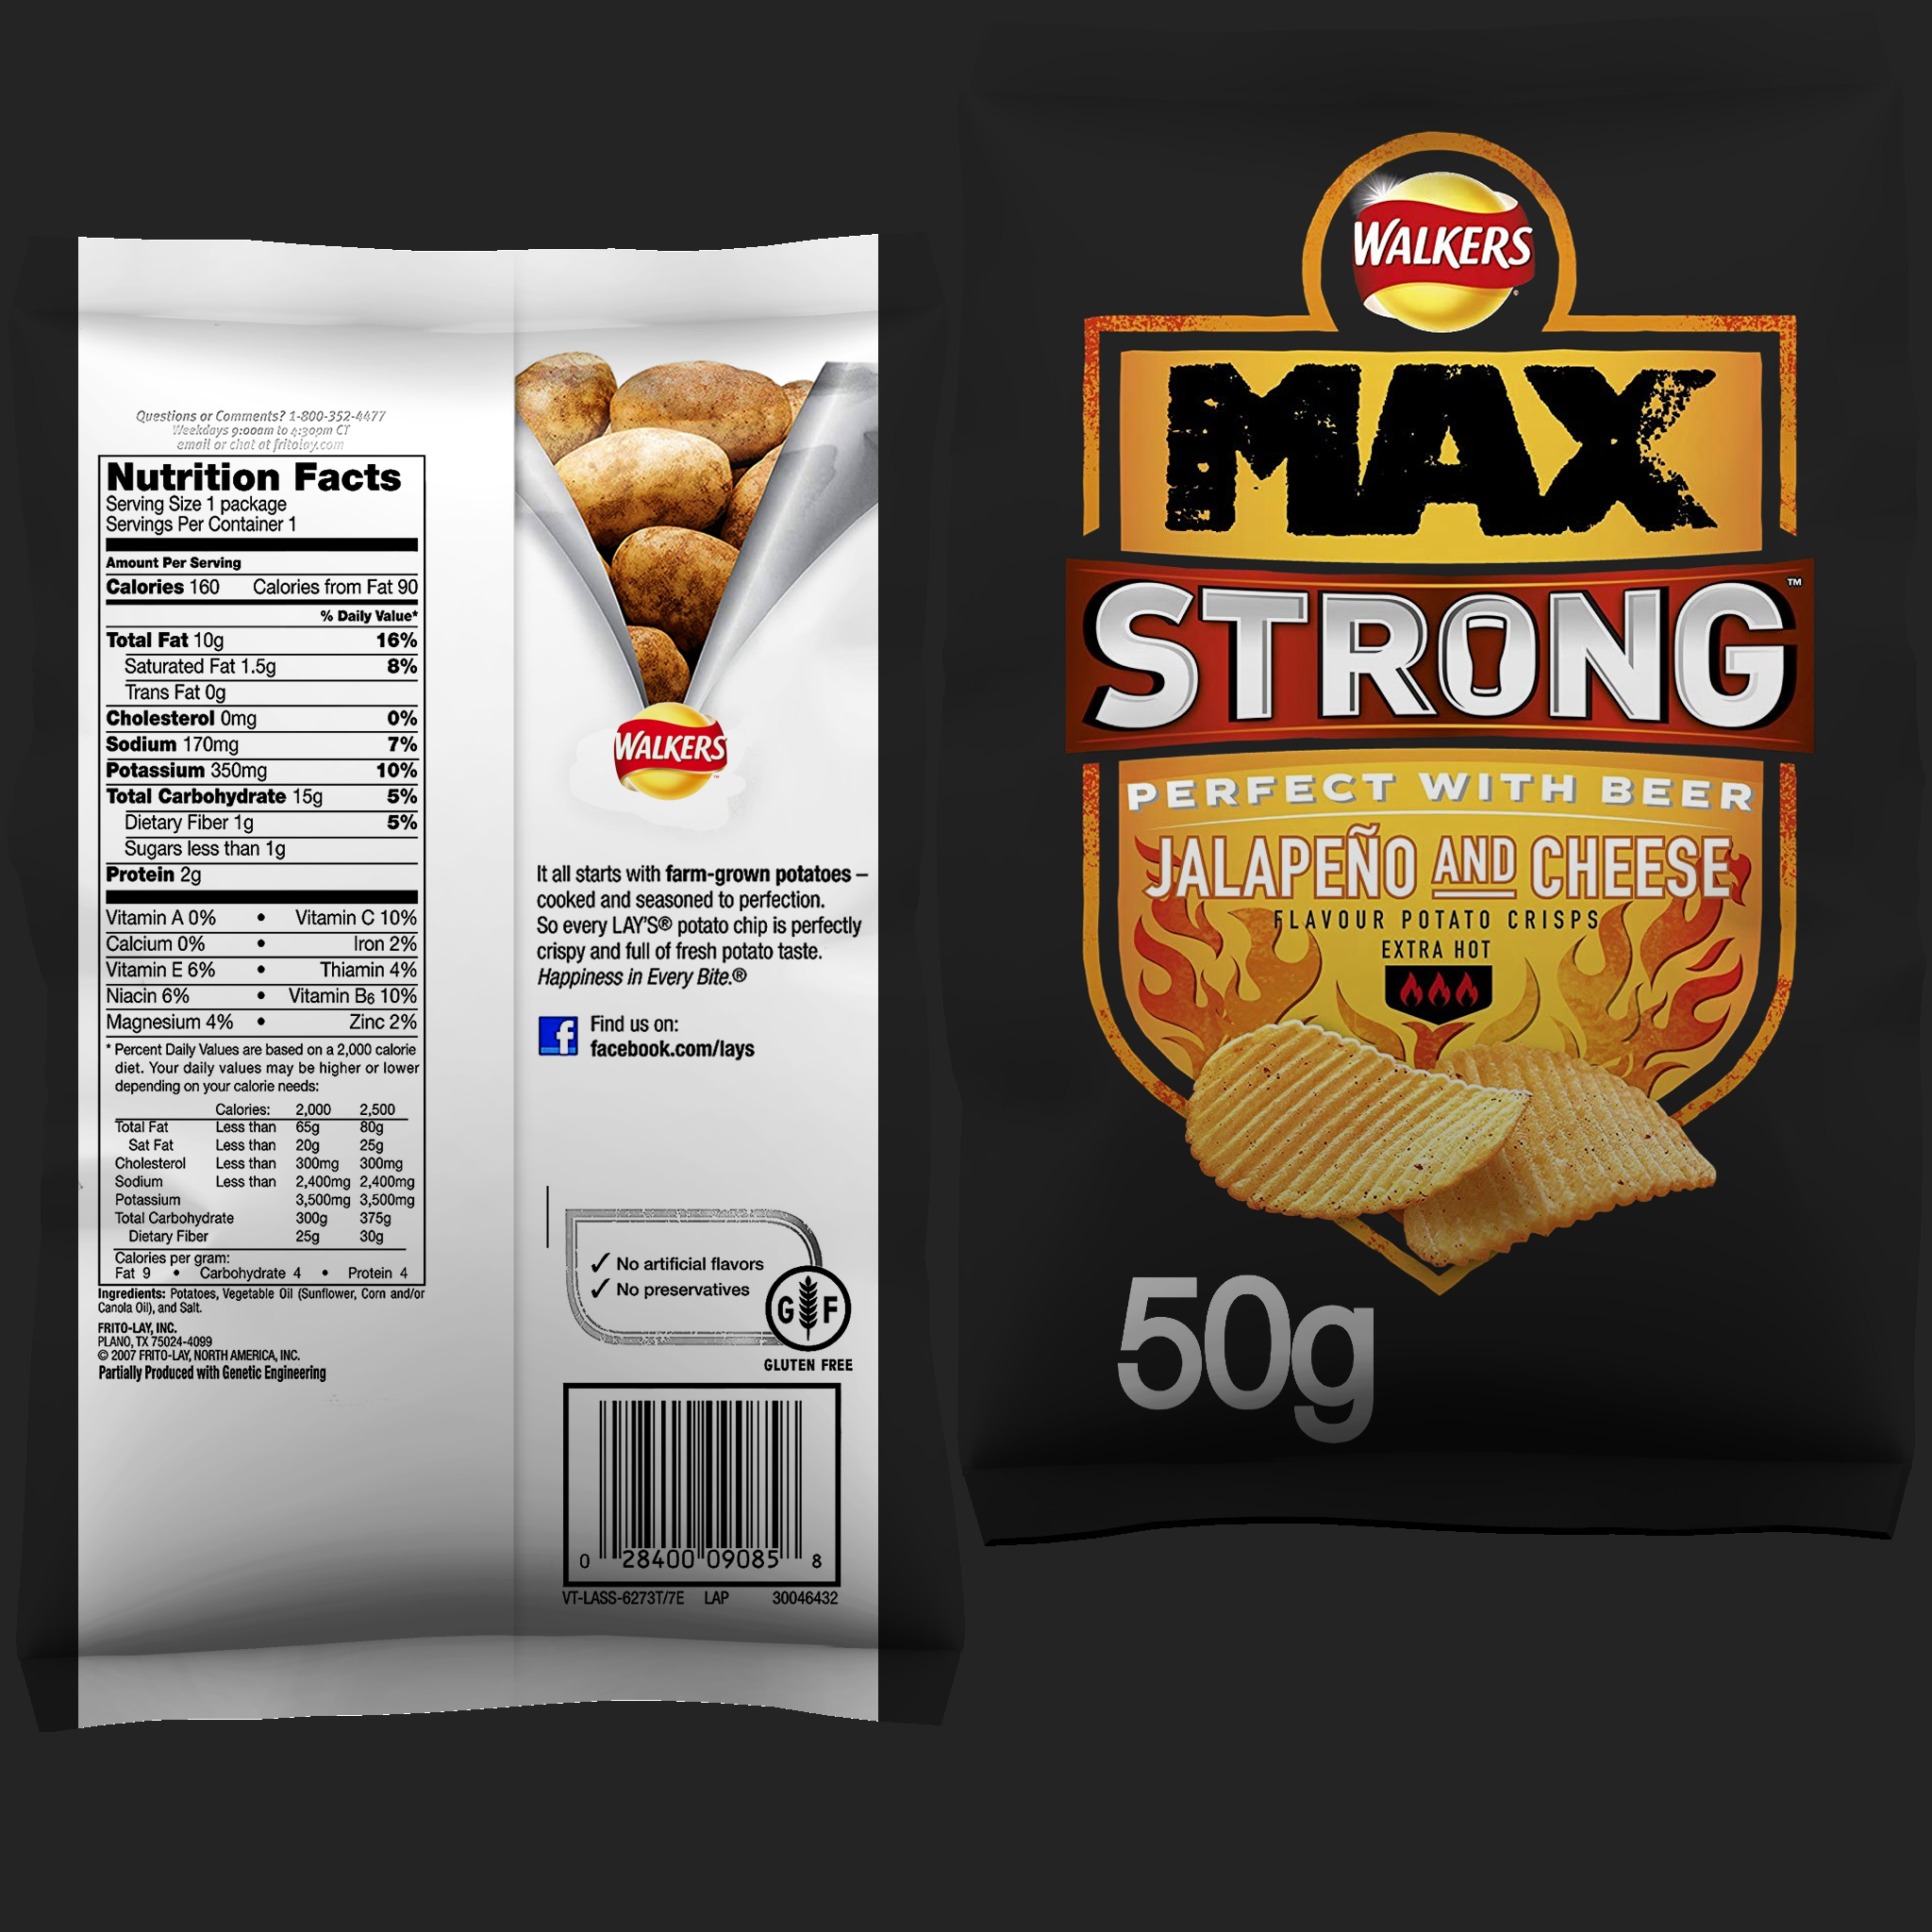 Questions or Comments? 1-800-352-4477
Weekdays 9:00am to 4:30pm CT
email or chat at fritolay.com
Nutrition Facts
Serving Size 1 package
Servings Per Container 1
Amount Per Serving
Calories 160 Calories from Fat 90
% Daily Value*
Total Fat 10g 16%
Saturated Fat 1.5g 8%
Trans Fat 0g
Cholesterol 0mg 0%
Sodium 170mg 7%
Potassium 350mg 10%
Total Carbohydrate 15g 5%
Dietary Fiber 1g 5%
Sugars less than 1g
Protein 2g
Vitamin A 0% • Vitamin C 10%
Calcium 0% • Iron 2%
Vitamin E 6% • Thiamin 4%
Niacin 6% • Vitamin B6 10%
Magnesium 4% • Zinc 2%
* Percent Daily Values are based on a 2,000 calorie
diet. Your daily values may be higher or lower
depending on your calorie needs:
Calories: 2,000 2,500
Total Fat Less than 65g 80g
Sat Fat Less than 20g 25g
Cholesterol Less than 300mg 300mg
Sodium Less than 2,400mg 2,400mg
Potassium 3,500mg 3,500mg
Total Carbohydrate 300g 375g
Dietary Fiber 25g 30g
Calories per gram:
Fat 9 • Carbohydrate 4 • Protein 4
Ingredients: Potatoes, Vegetable Oil (Sunflower, Corn and/or
Canola Oil), and Salt.
FRITO-LAY, INC.
PLANO, TX 75024-4099
© 2007 FRITO-LAY, NORTH AMERICA, INC.
Partially Produced with Genetic Engineering
WALKERS
It all starts with farm-grown potatoes –
cooked and seasoned to perfection.
So every LAY'S® potato chip is perfectly
crispy and full of fresh potato taste.
Happiness in Every Bite.®
f
Find us on:
facebook.com/lays
✓ No artificial flavors
✓ No preservatives
G F
GLUTEN FREE
0 28400 09085 8
VT-LASS-6273T/7E LAP 30046432
WALKERS
MAX
STRONG™
PERFECT WITH BEER
JALAPEÑO AND CHEESE
FLAVOUR POTATO CRISPS
EXTRA HOT
50g